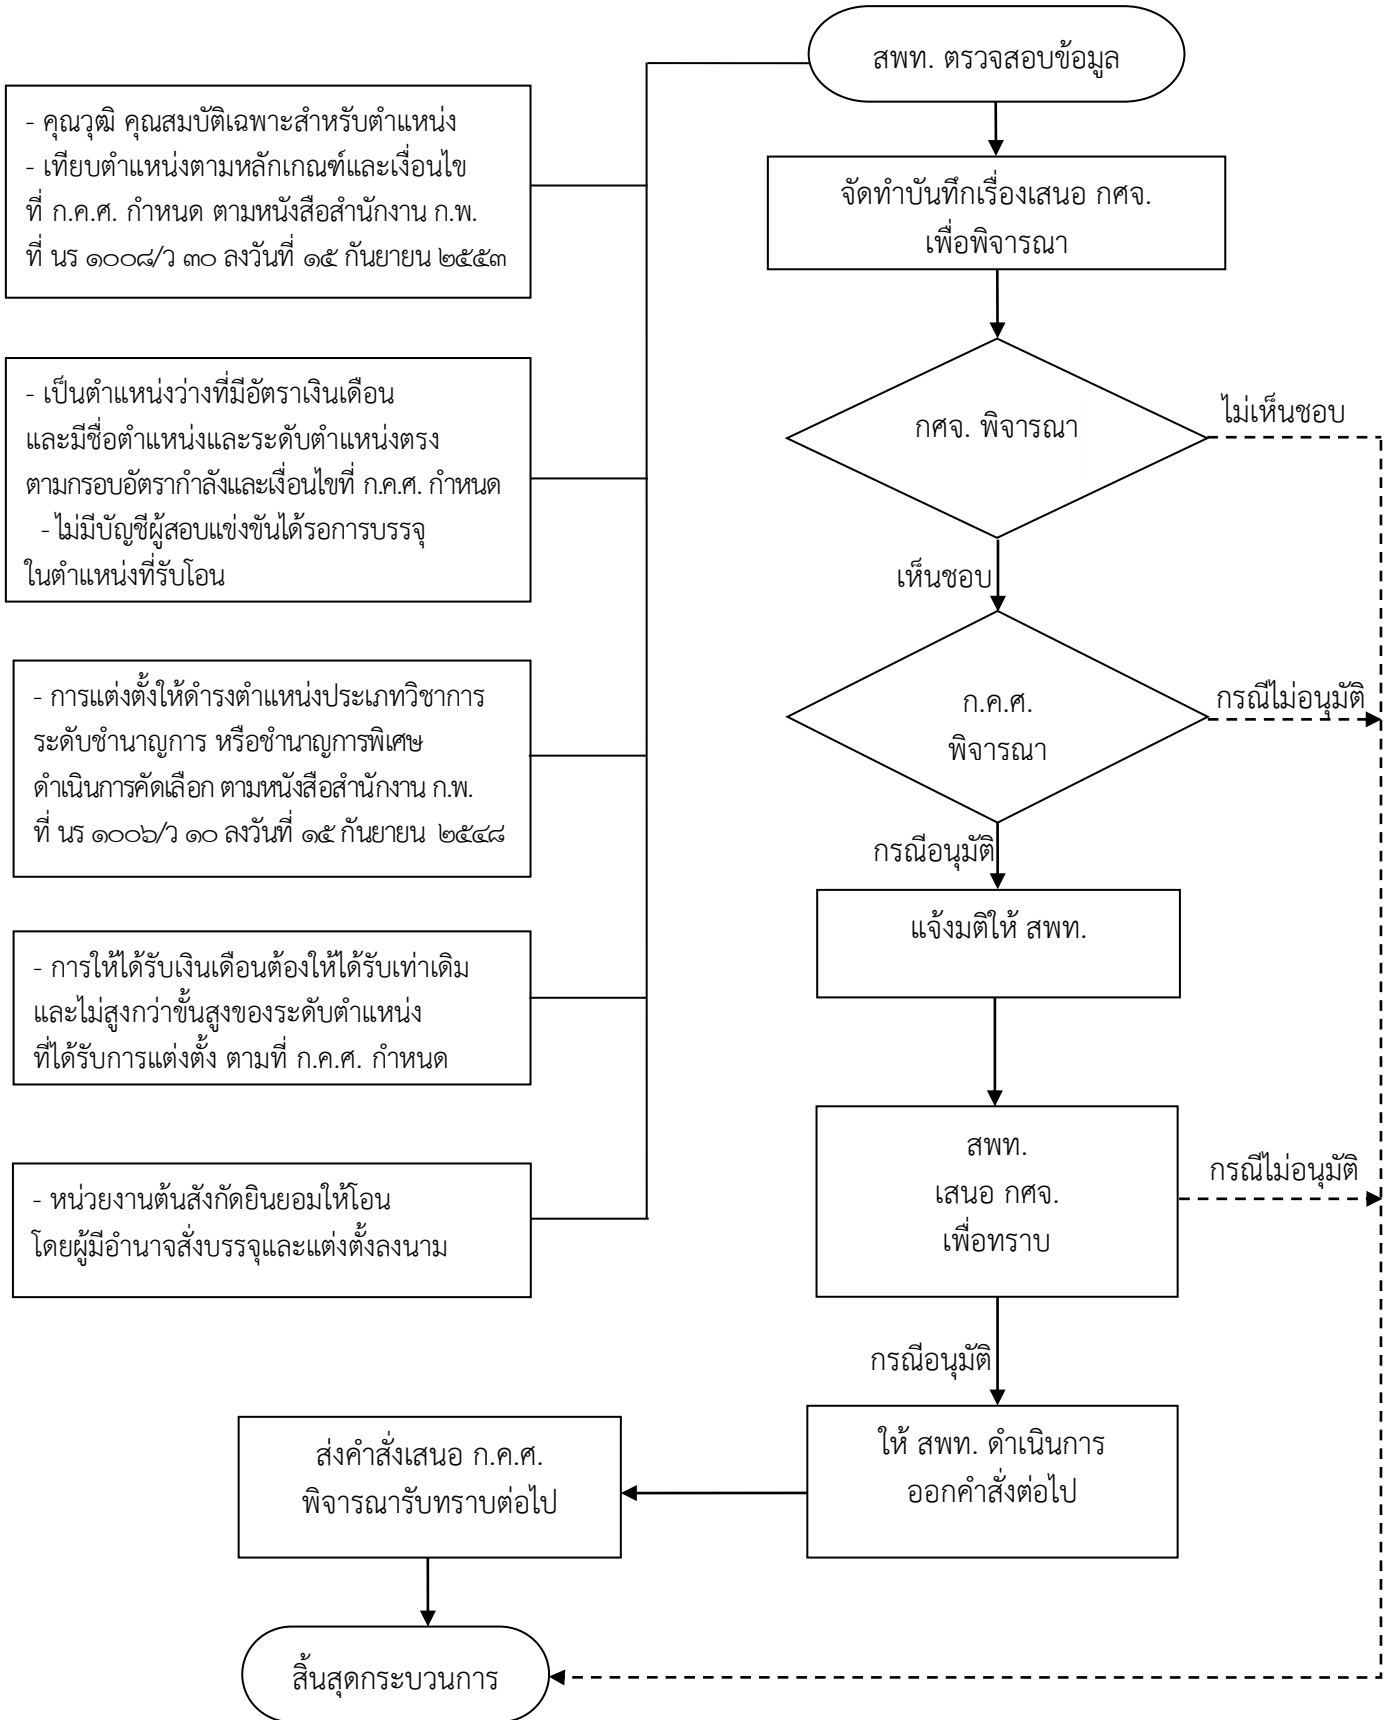 สพท. ตรวจสอบข้อมูล
- คุณวุฒิ คุณสมบัติเฉพาะสำหรับตำแหน่ง
- เทียบตำแหน่งตามหลักเกณฑ์และเงื่อนไข
ที่ ก.ค.ศ. กำหนด ตามหนังสือสำนักงาน ก.พ.
ที่ นร ๑๐๐๘/ว ๓๐ ลงวันที่ ๑๕ กันยายน ๒๕๕๓
- เป็นตำแหน่งว่างที่มีอัตราเงินเดือน
และมีชื่อตำแหน่งและระดับตำแหน่งตรง
ตามกรอบอัตรากำลังและเงื่อนไขที่ ก.ค.ศ. กำหนด
- ไม่มีบัญชีผู้สอบแข่งขันได้รอการบรรจุ
ในตำแหน่งที่รับโอน
- การแต่งตั้งให้ดำรงตำแหน่งประเภทวิชาการ
ระดับชำนาญการ หรือชำนาญการพิเศษ
ดำเนินการคัดเลือก ตามหนังสือสำนักงาน ก.พ.
ที่ นร ๑๐๐๖/ว ๑๐ ลงวันที่ ๑๕ กันยายน ๒๕๔๘
- การให้ได้รับเงินเดือนต้องให้ได้รับเท่าเดิม
และไม่สูงกว่าขั้นสูงของระดับตำแหน่ง
ที่ได้รับการแต่งตั้ง ตามที่ ก.ค.ศ. กำหนด
- หน่วยงานต้นสังกัดยินยอมให้โอน
โดยผู้มีอำนาจสั่งบรรจุและแต่งตั้งลงนาม
จัดทำบันทึกเรื่องเสนอ กศจ.
เพื่อพิจารณา
กศจ. พิจารณา
ไม่เห็นชอบ
เห็นชอบ
ก.ค.ศ.
พิจารณา
กรณีไม่อนุมัติ
กรณีอนุมัติ
แจ้งมติให้ สพท.
สพท.
เสนอ กศจ.
เพื่อทราบ
กรณีไม่อนุมัติ
กรณีอนุมัติ
ให้ สพท. ดำเนินการ
ออกคำสั่งต่อไป
ส่งคำสั่งเสนอ ก.ค.ศ.
พิจารณารับทราบต่อไป
สิ้นสุดกระบวนการ